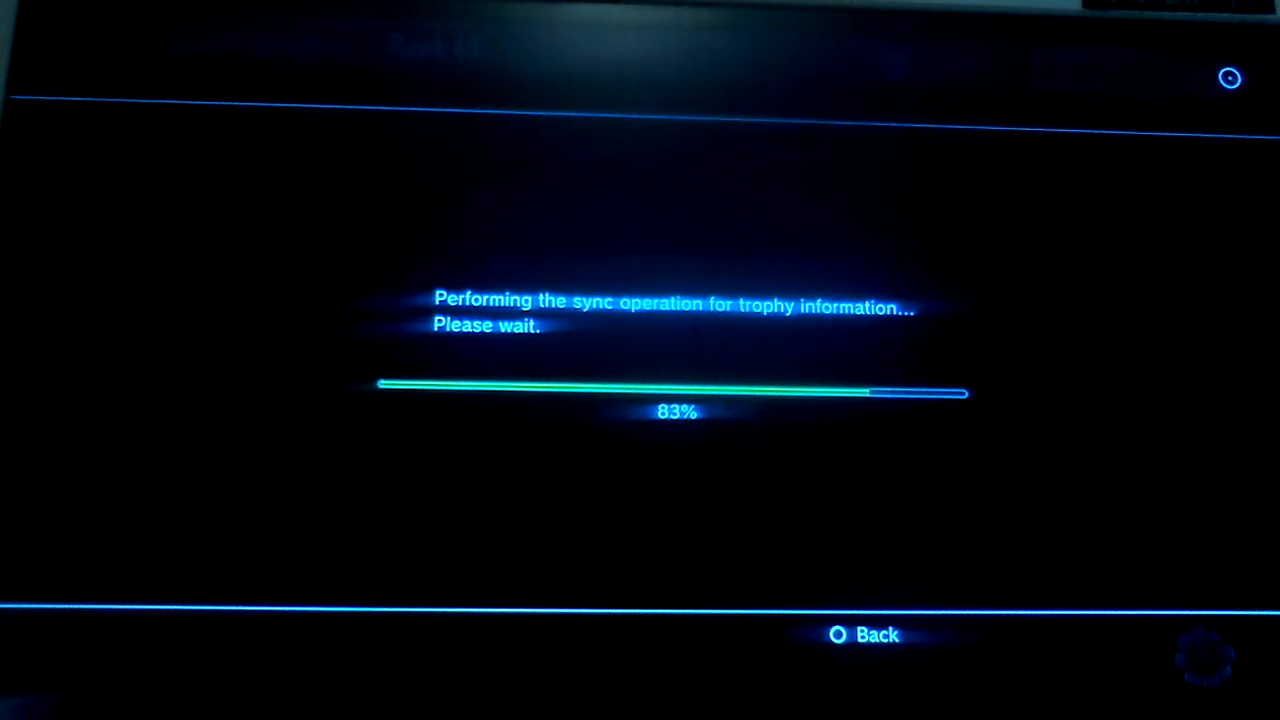 Performing the sync operation for trophy information...
Please wait.
83%
Back